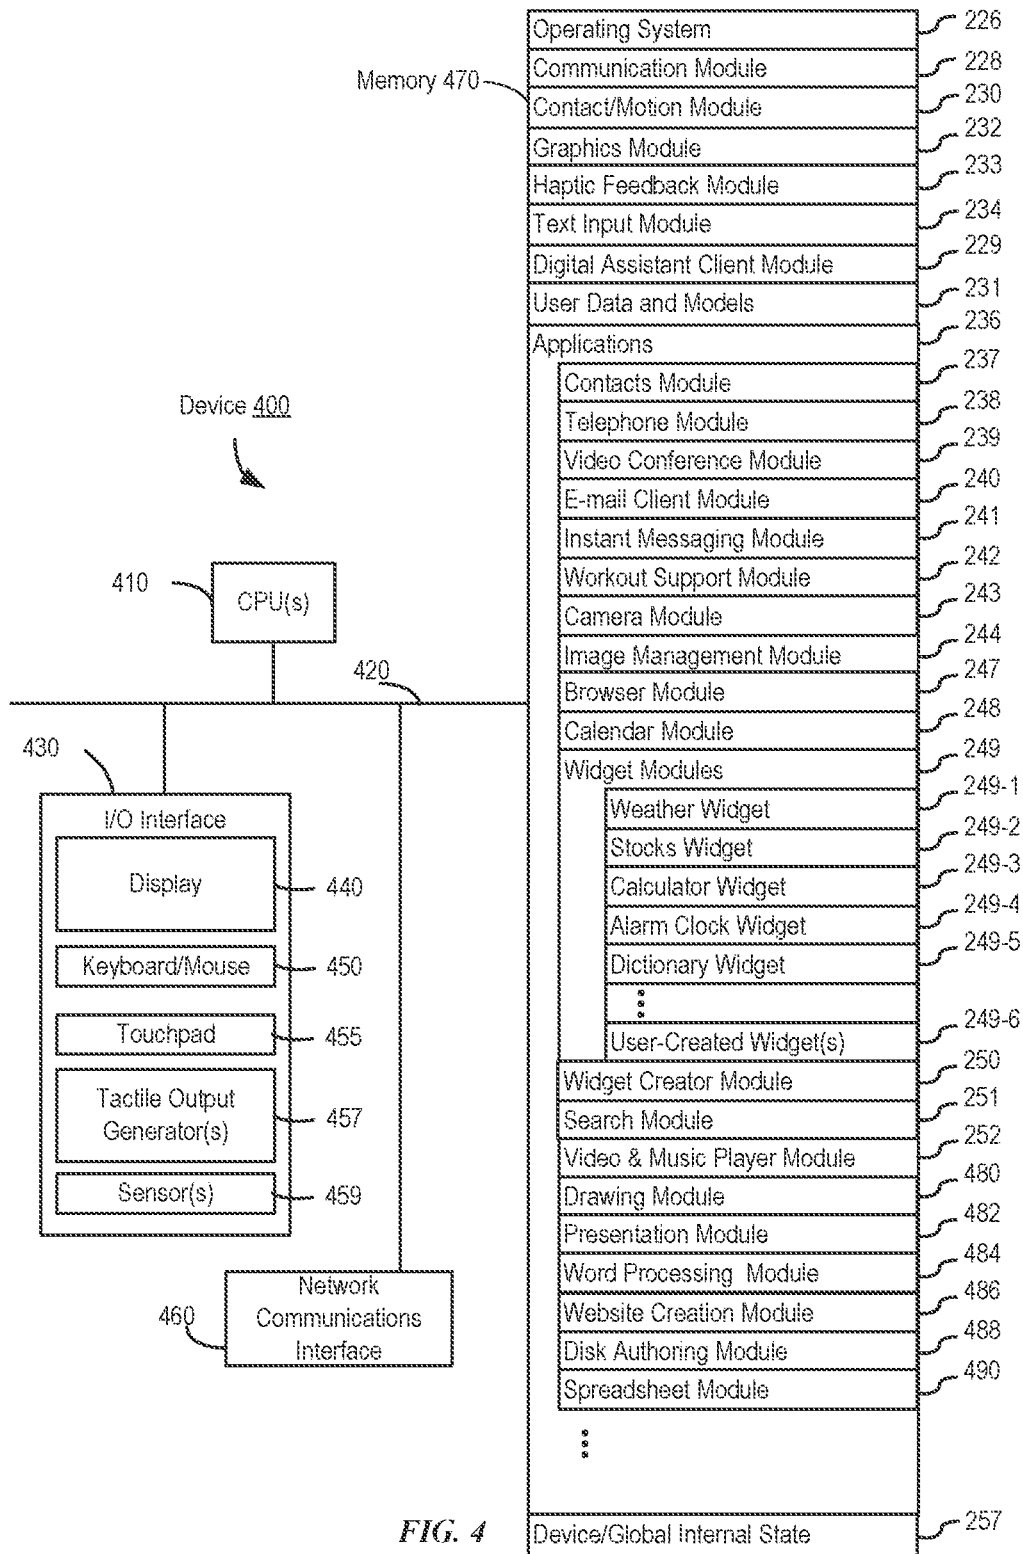 Memory 470
Operating System 226
Communication Module 228
Contact/Motion Module 230
Graphics Module 232
Haptic Feedback Module 233
Text Input Module 234
Digital Assistant Client Module 229
User Data and Models 231
Applications 236
Contacts Module 237
Telephone Module 238
Video Conference Module 239
E-mail Client Module 240
Instant Messaging Module 241
Workout Support Module 242
Camera Module 243
Image Management Module 244
Browser Module 247
Calendar Module 248
Widget Modules 249
Weather Widget 249-1
Stocks Widget 249-2
Calculator Widget 249-3
Alarm Clock Widget 249-4
Dictionary Widget 249-5
User-Created Widget(s) 249-6
Widget Creator Module 250
Search Module 251
Video & Music Player Module 252
Drawing Module 480
Presentation Module 482
Word Processing Module 484
Website Creation Module 486
Disk Authoring Module 488
Spreadsheet Module 490
Device/Global Internal State 257
Device 400
410
CPU(s)
420
430
I/O Interface
Display 440
Keyboard/Mouse 450
Touchpad 455
Tactile Output
Generator(s) 457
Sensor(s) 459
460
Network
Communications
Interface
FIG. 4